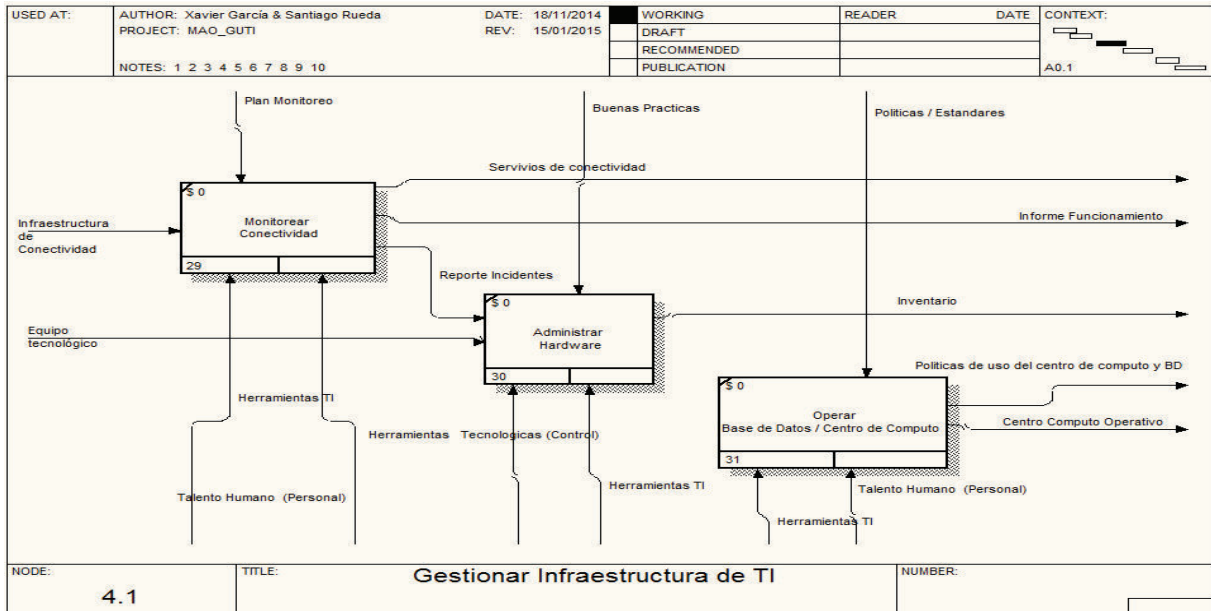 USED AT:
AUTHOR: Xavier García & Santiago Rueda
DATE: 18/11/2014
PROJECT: MAO_GUTI
REV: 15/01/2015
NOTES: 1 2 3 4 5 6 7 8 9 10
WORKING
DRAFT
RECOMMENDED
PUBLICATION
READER
DATE
CONTEXT:
A0.1
Plan Monitoreo
Buenas Practicas
Politicas / Estandares
Servivios de conectividad
$ 0
Monitorear
Conectividad
29
Infraestructura
de
Conectividad
Informe Funcionamiento
Reporte Incidentes
$ 0
Administrar
Hardware
30
Inventario
Equipo
tecnológico
Politicas de uso del centro de computo y BD
$ 0
Operar
Base de Datos / Centro de Computo
31
Centro Computo Operativo
Herramientas TI
Herramientas Tecnologicas (Control)
Talento Humano (Personal)
Herramientas TI
Talento Humano (Personal)
Herramientas TI
NODE:
4.1
TITLE:
Gestionar Infraestructura de TI
NUMBER: